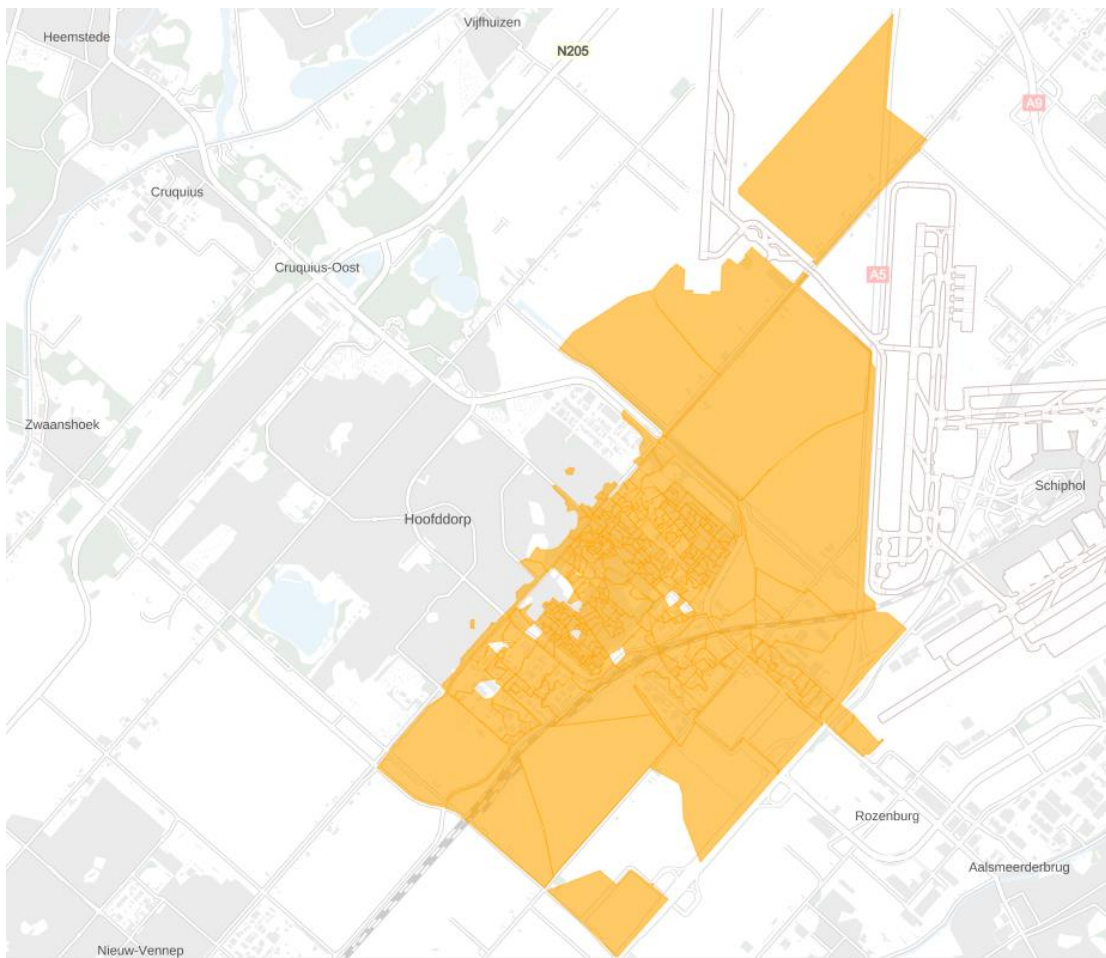 Vijfhuizen
Heemstede
N205
A9
Cruquius
Cruquius-Oost
A5
Zwaanshoek
Schiphol
Hoofddorp
Rozenburg
Aalsmeerderbrug
Nieuw-Vennep